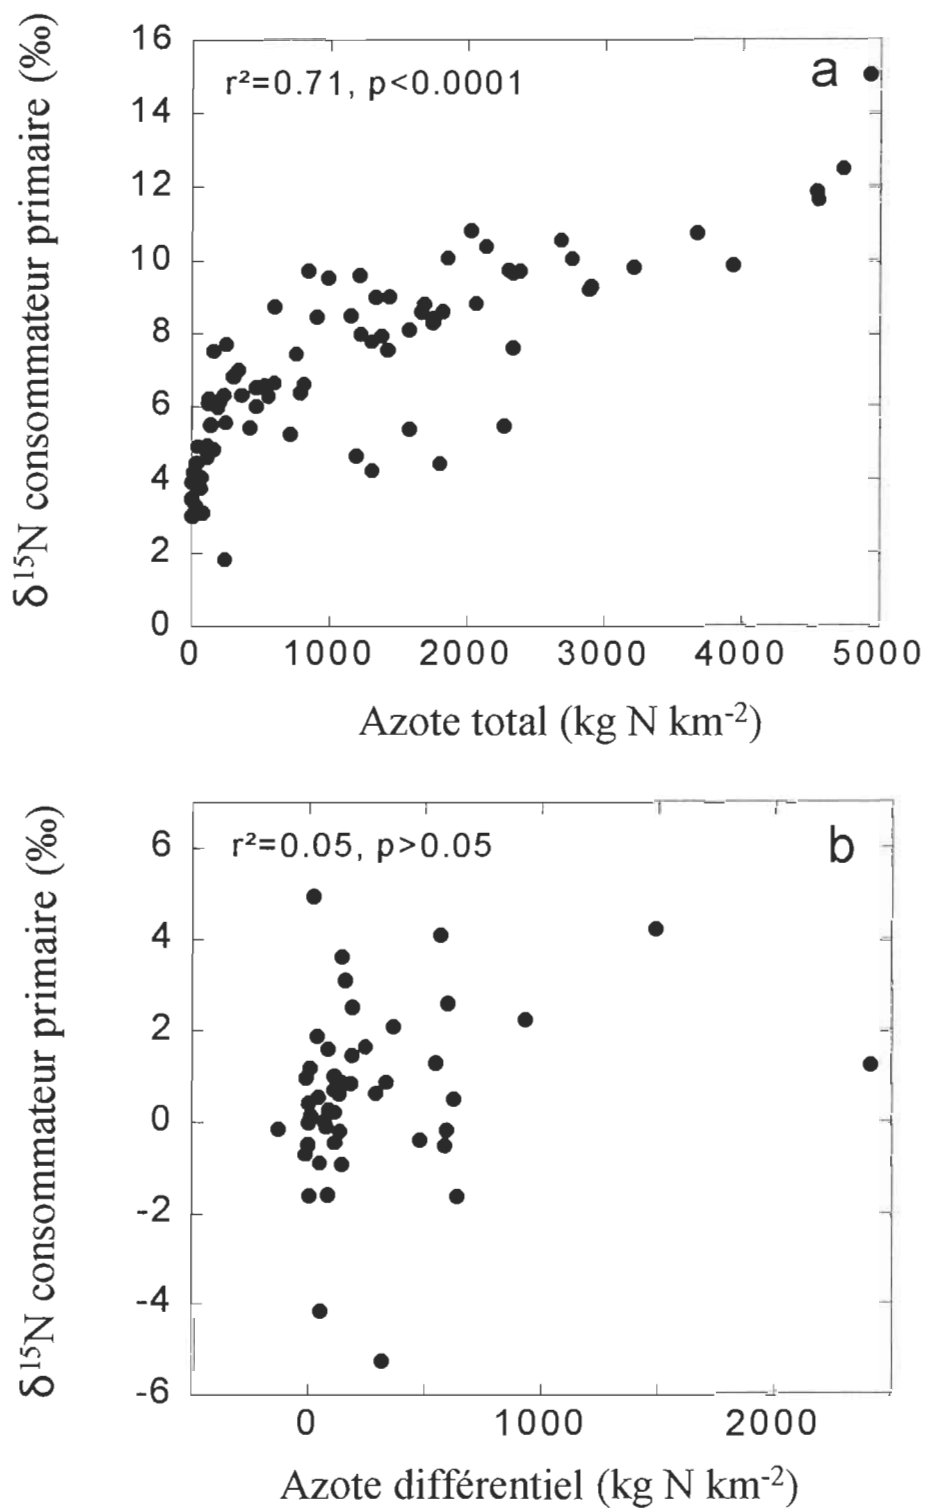 δ¹⁵N consommateur primaire (‰)
16
14
12
10
8
6
4
2
0
r²=0.71, p<0.0001
a
0 1000 2000 3000 4000 5000
Azote total (kg N km⁻²)
δ¹⁵N consommateur primaire (‰)
6
4
2
0
-2
-4
-6
r²=0.05, p>0.05
b
0 1000 2000
Azote différentiel (kg N km⁻²)